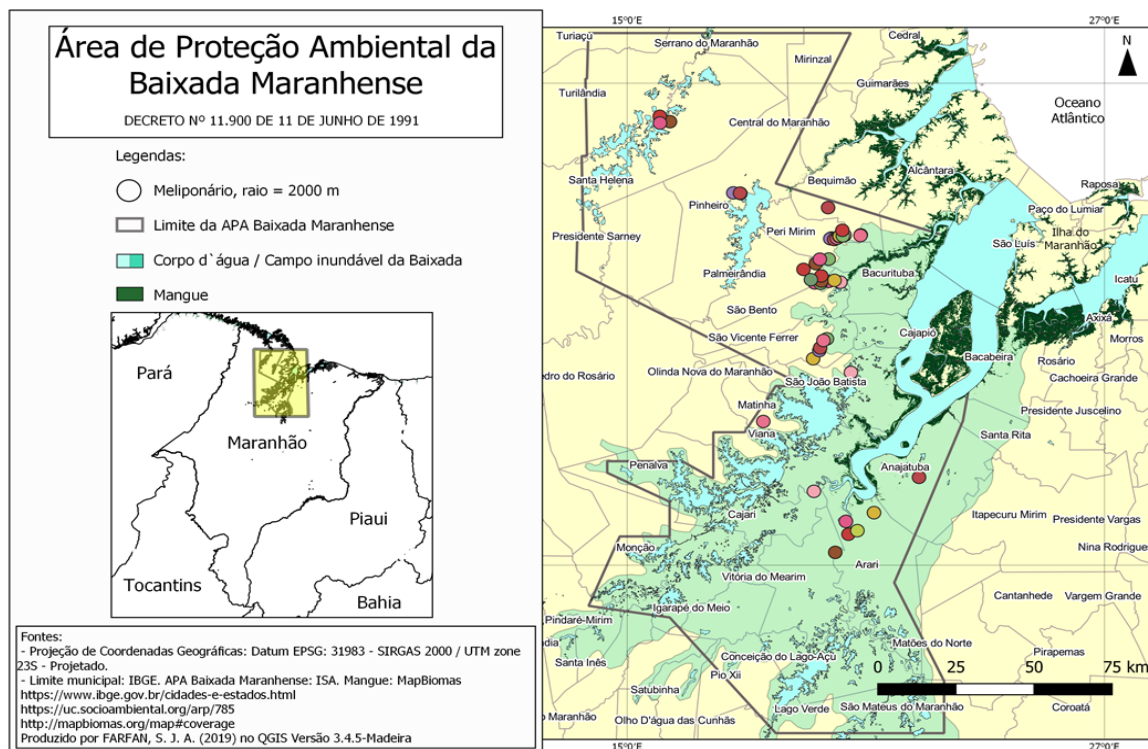 Área de Proteção Ambiental da
Baixada Maranhense
DECRETO Nº 11.900 DE 11 DE JUNHO DE 1991
Legendas:
Meliponário, raio = 2000 m
Limite da APA Baixada Maranhense
Corpo d`água / Campo inundável da Baixada
Mangue
Pará
Maranhão
Piaui
Tocantins
Bahia
Fontes:
- Projeção de Coordenadas Geográficas: Datum EPSG: 31983 - SIRGAS 2000 / UTM zone
23S - Projetado.
- Limite municipal: IBGE. APA Baixada Maranhense: ISA. Mangue: MapBiomas
https://www.ibge.gov.br/cidades-e-estados.html
https://uc.socioambiental.org/arp/785
http://mapbiomas.org/map#coverage
Produzido por FARFAN, S. J. A. (2019) no QGIS Versão 3.4.5-Madeira
15°0'E
27°0'E
N
Turiaçú
Serrano do Maranhão
Cedral
Mirinzal
Guimarães
Turilândia
Oceano
Atlântico
Central do Maranhão
Santa Helena
Bequimão
Alcântara
Raposa
Pinheiro
Paço do Lumiar
Presidente Sarney
Peri Mirim
São Luís
Ilha do
Maranhão
Palmeirândia
Bacurituba
Icatú
São Bento
Axixá
Cajapió
São Vicente Ferrer
Morros
Bacabeira
Rosário
edro do Rosário
Olinda Nova do Maranhão
São João Batista
Cachoeira Grande
Matinha
Presidente Juscelino
Viana
Santa Rita
Penalva
Anajatuba
Cajari
Itapecuru Mirim
Presidente Vargas
Monção
Nina Rodrigue
Vitória do Mearim
Arari
Cantanhede
Vargem Grande
Igarapé do Meio
Pindaré-Mirim
Matões do Norte
ndia
Santa Inês
Conceição do Lago-Açu
Pirapemas
Pio Xii
Satubinha
0 25 50 75 km
Lago Verde
São Mateus do Maranhão
Coroatá
o Maranhão
Olho D'água das Cunhãs
15°0'E
27°0'E